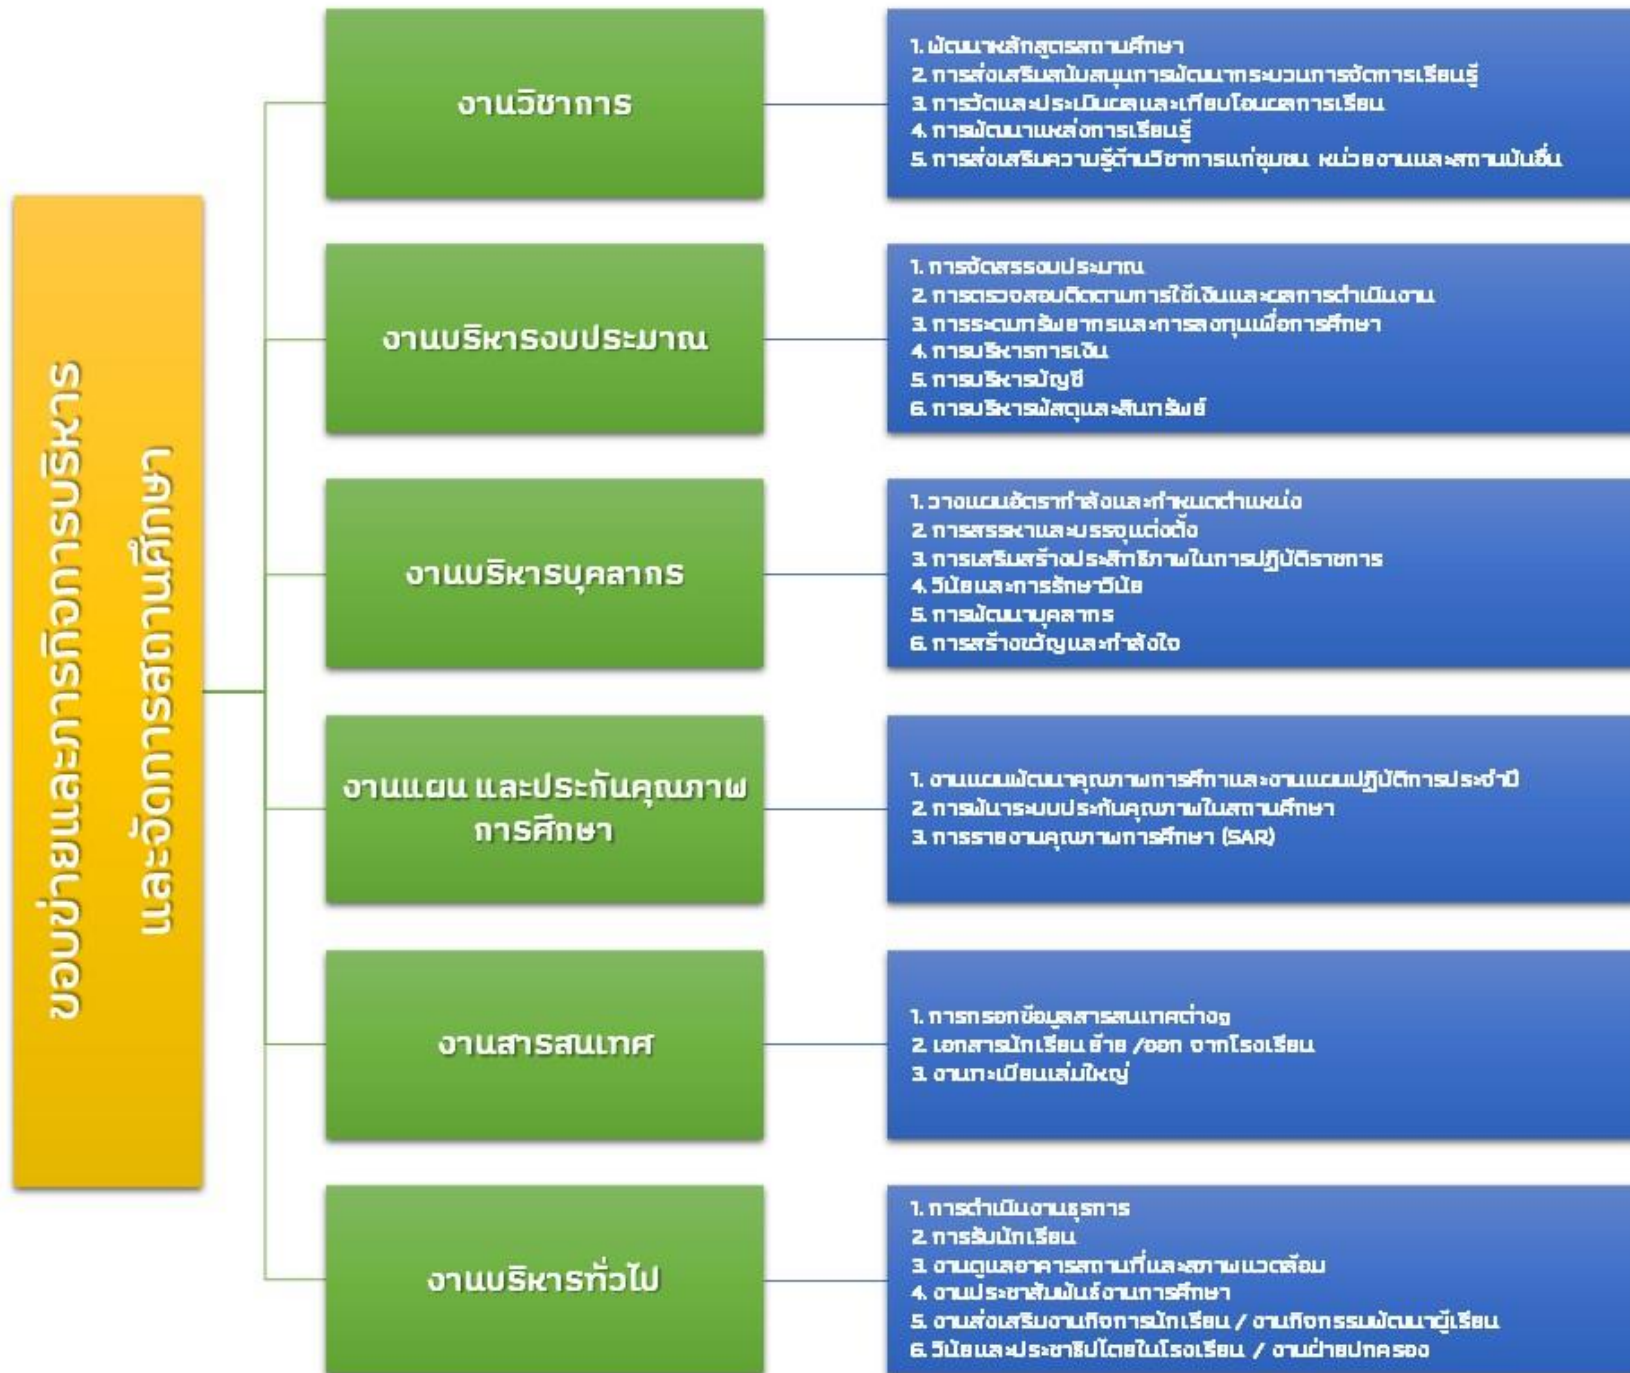 ขอบข่ายและภารกิจการบริหาร
และจัดการสถานศึกษา
งานวิชาการ
1. พัฒนาหลักสูตรสถานศึกษา
2. การส่งเสริมสนับสนุนการพัฒนากระบวนการจัดการเรียนรู้
3. การวัดและประเมินผลและเทียบโอนผลการเรียน
4. การพัฒนาแหล่งการเรียนรู้
5. การส่งเสริมความรู้ด้านวิชาการแก่ชุมชน หน่วยงานและสถาบันอื่น
งานบริหารงบประมาณ
1. การจัดสรรงบประมาณ
2. การตรวจสอบติดตามการใช้เงินและผลการดำเนินงาน
3. การระดมทรัพยากรและการลงทุนเพื่อการศึกษา
4. การบริหารการเงิน
5. การบริหารบัญชี
6. การบริหารพัสดุและสินทรัพย์
งานบริหารบุคลากร
1. วางแผนอัตรากำลังและกำหนดตำแหน่ง
2. การสรรหาและบรรจุแต่งตั้ง
3. การเสริมสร้างประสิทธิภาพในการปฏิบัติราชการ
4. วินัยและการรักษาวินัย
5. การพัฒนาบุคลากร
6. การสร้างขวัญและกำลังใจ
งานแผน และประกันคุณภาพ
การศึกษา
1. งานแผนพัฒนาคุณภาพการศึกาและงานแผนปฏิบัติการประจำปี
2. การพันาระบบประกันคุณภาพในสถานศึกษา
3. การรายงานคุณภาพการศึกษา (SAR)
งานสารสนเทศ
1. การกรอกข้อมูลสารสนเทศต่างๆ
2. เอกสารนักเรียน ย้าย /ออก จากโรงเรียน
3. งานทะเบียนเล่มใหญ่
งานบริหารทั่วไป
1. การดำเนินงานธุรการ
2. การรับนักเรียน
3. งานดูแลอาคารสถานที่และสภาพแวดล้อม
4. งานประชาสัมพันธ์งานการศึกษา
5. งานส่งเสริมงานกิจการนักเรียน / งานกิจกรรมพัฒนาผู้เรียน
6. วินัยและประชาธิปไตยในโรงเรียน / งานฝ่ายปกครอง